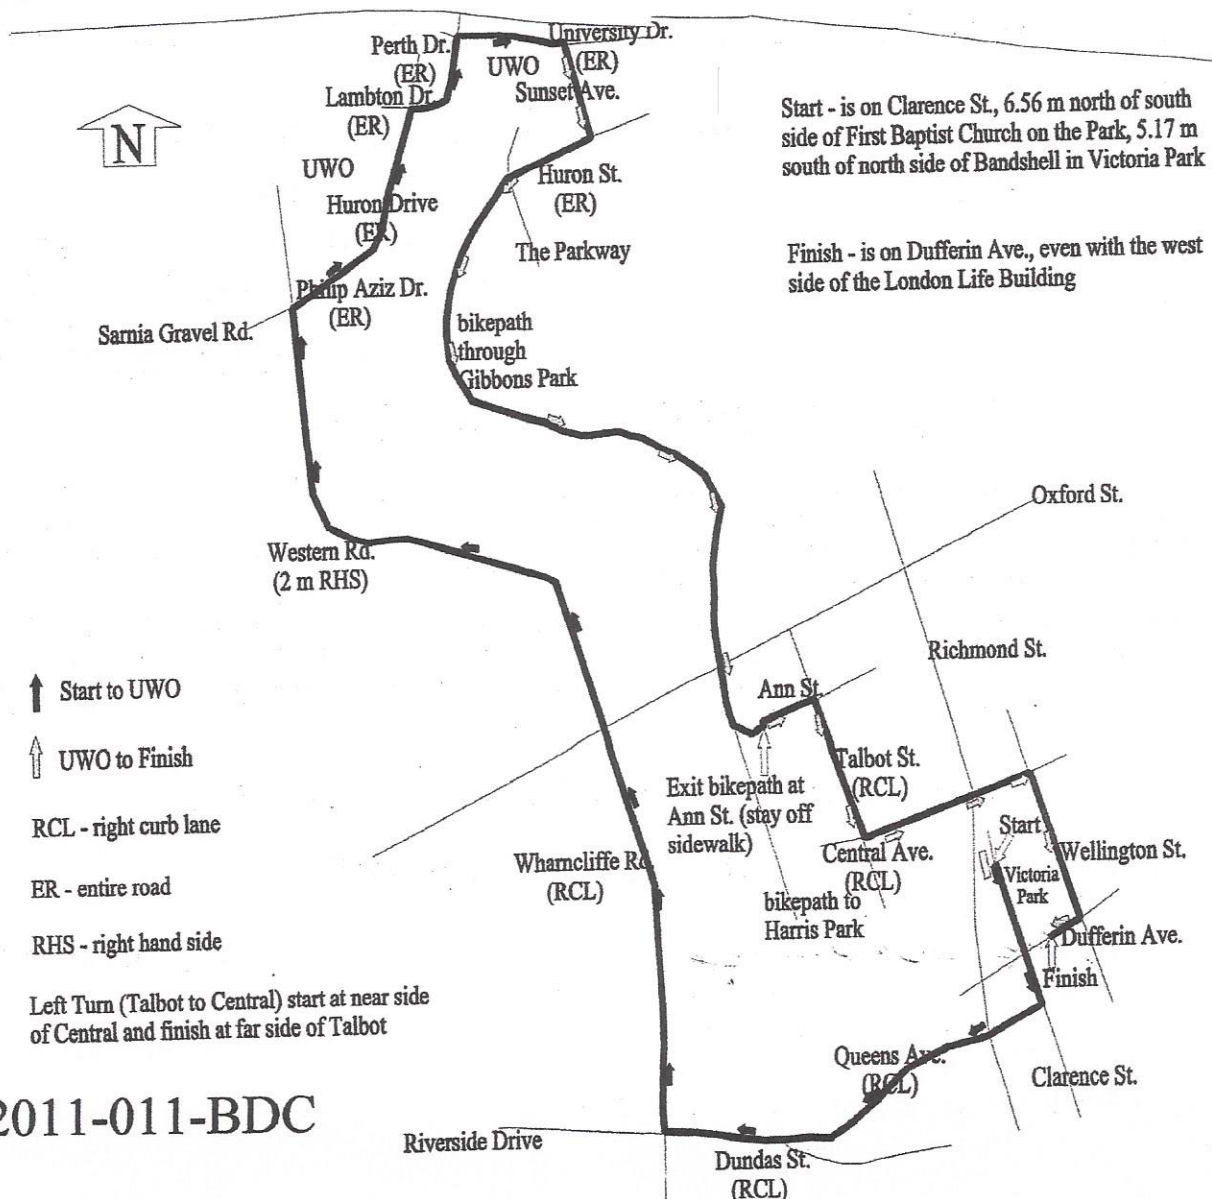 Perth Dr.
(ER)
University Dr.
(ER)
UWO
Sunset Ave.
Lambton Dr.
(ER)
N
UWO
Start - is on Clarence St., 6.56 m north of south
side of First Baptist Church on the Park, 5.17 m
south of north side of Bandshell in Victoria Park
Huron St.
(ER)
Huron Drive
(ER)
The Parkway
Finish - is on Dufferin Ave., even with the west
side of the London Life Building
Philip Aziz Dr.
(ER)
Sarnia Gravel Rd.
bikepath
through
Gibbons Park
Oxford St.
Western Rd.
(2 m RHS)
Richmond St.
Start to UWO
Ann St.
UWO to Finish
Talbot St.
(RCL)
Exit bikepath at
Ann St. (stay off
sidewalk)
RCL - right curb lane
Start
Central Ave.
(RCL)
Wellington St.
Wharncliffe Rd.
(RCL)
Victoria
Park
ER - entire road
bikepath to
Harris Park
RHS - right hand side
Dufferin Ave.
Finish
Left Turn (Talbot to Central) start at near side
of Central and finish at far side of Talbot
Queens Ave.
(RCL)
Clarence St.
2011-011-BDC
Riverside Drive
Dundas St.
(RCL)